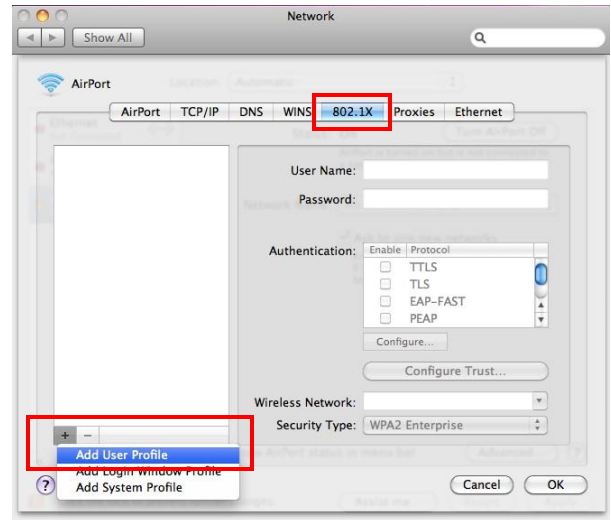 Network
Show All
AirPort
Location: Automatic
AirPort TCP/IP DNS WINS 802.1X Proxies Ethernet
User Name:
Password:
Authentication: Enable Protocol
TTLS
TLS
EAP-FAST
PEAP
Configure...
Configure Trust...
Wireless Network:
Security Type: WPA2 Enterprise
+ −
Add User Profile
Add Login Window Profile
Add System Profile
? Cancel OK